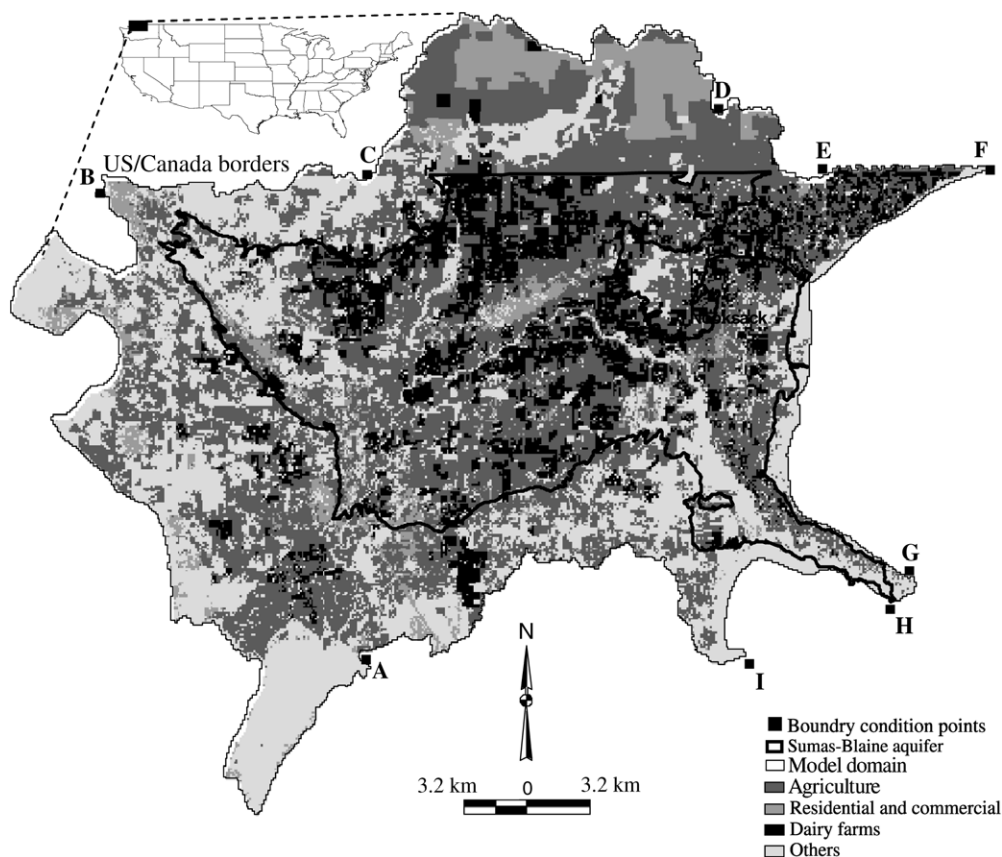 D
C
E
F
US/Canada borders
B
G
H
A
I
N
3.2 km 0 3.2 km
Boundry condition points
Sumas-Blaine aquifer
Model domain
Agriculture
Residential and commercial
Dairy farms
Others